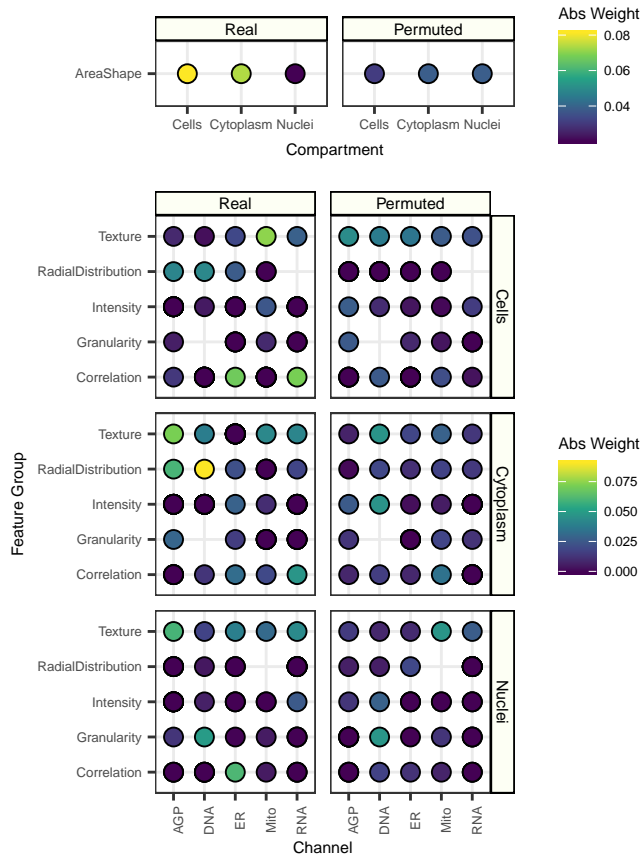 Real
Permuted
AreaShape
Cells Cytoplasm Nuclei
Cells Cytoplasm Nuclei
Compartment
Abs Weight
0.08
0.04
Real
Permuted
Texture
RadialDistribution
Intensity
Granularity
Correlation
Cells
Texture
RadialDistribution
Intensity
Granularity
Correlation
Cytoplasm
Texture
RadialDistribution
Intensity
Granularity
Correlation
Nuclei
Feature Group
AGP DNA ER Mito RNA
AGP DNA ER Mito RNA
Channel
Abs Weight
0.075
0.050
0.025
0.000